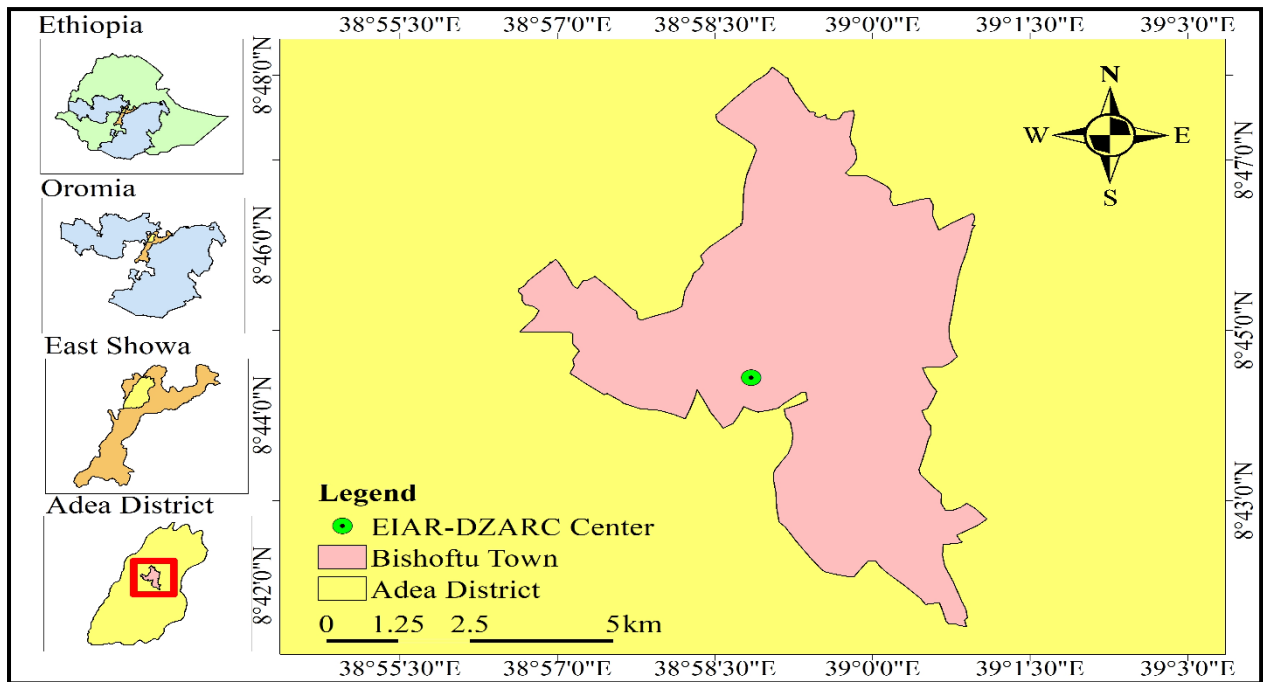 Ethiopia
Oromia
East Showa
Adea District
38°55'30"E 38°57'0"E 38°58'30"E 39°0'0"E 39°1'30"E 39°3'0"E
8°48'0"N
8°47'0"N
8°46'0"N
8°45'0"N
8°44'0"N
8°43'0"N
8°42'0"N
N
W E
S
Legend
EIAR-DZARC Center
Bishoftu Town
Adea District
0 1.25 2.5 5km
38°55'30"E 38°57'0"E 38°58'30"E 39°0'0"E 39°1'30"E 39°3'0"E